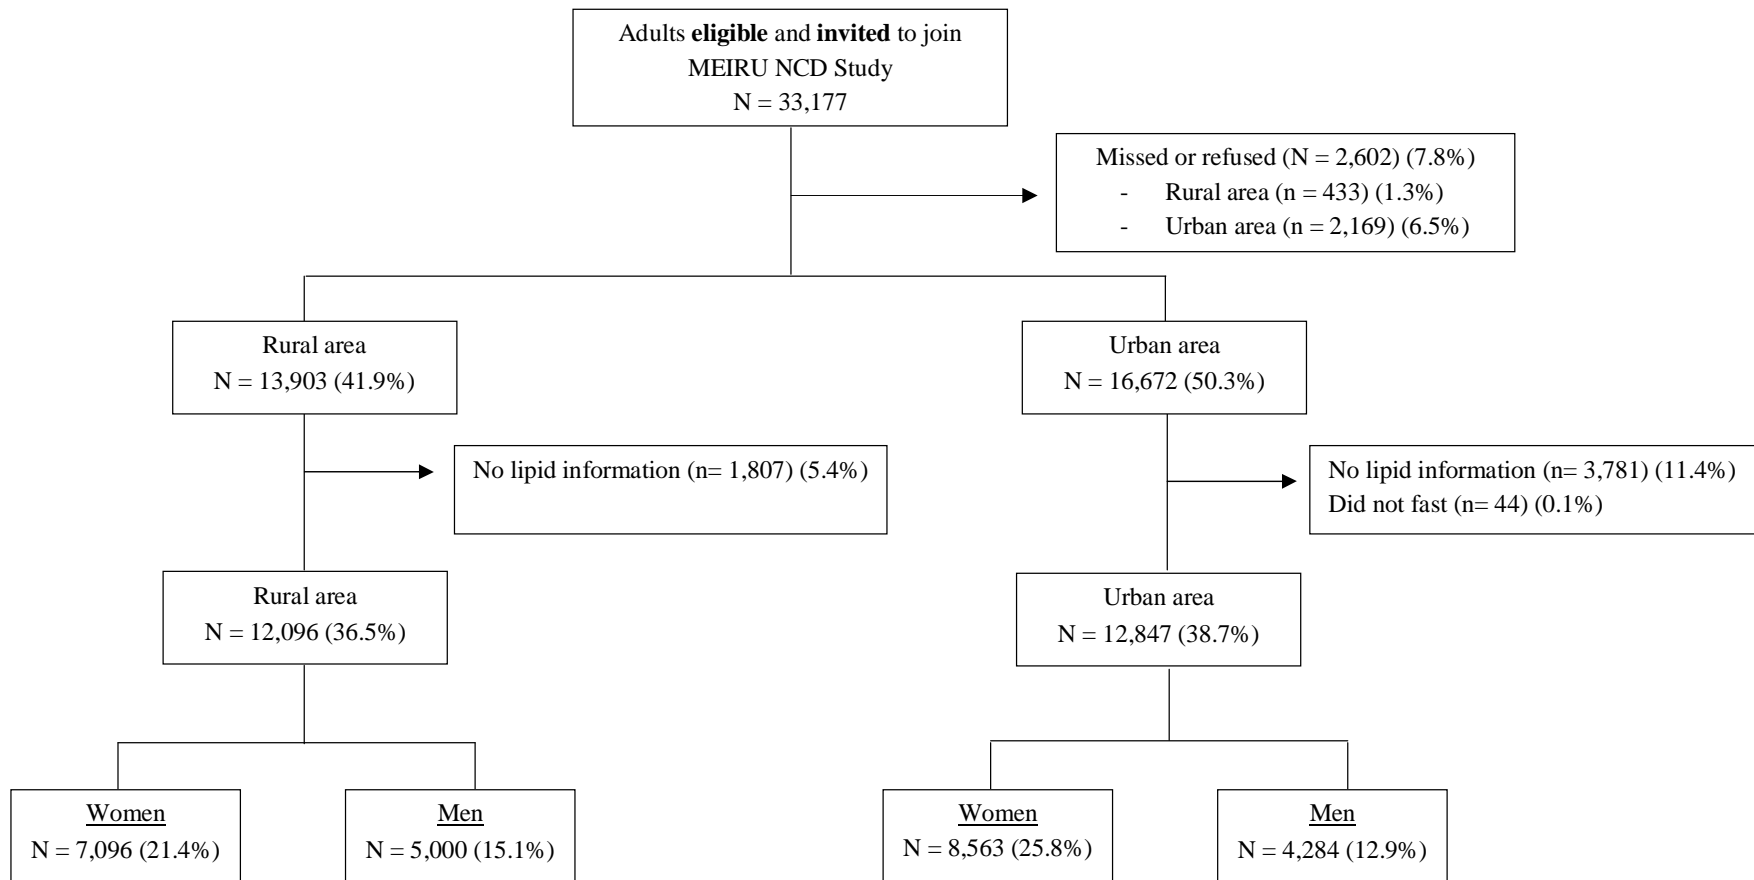 Adults eligible and invited to join
MEIRU NCD Study
N = 33,177
Missed or refused (N = 2,602) (7.8%)
- Rural area (n = 433) (1.3%)
- Urban area (n = 2,169) (6.5%)
Rural area
N = 13,903 (41.9%)
Urban area
N = 16,672 (50.3%)
No lipid information (n= 1,807) (5.4%)
No lipid information (n= 3,781) (11.4%)
Did not fast (n= 44) (0.1%)
Rural area
N = 12,096 (36.5%)
Urban area
N = 12,847 (38.7%)
Women
N = 7,096 (21.4%)
Men
N = 5,000 (15.1%)
Women
N = 8,563 (25.8%)
Men
N = 4,284 (12.9%)